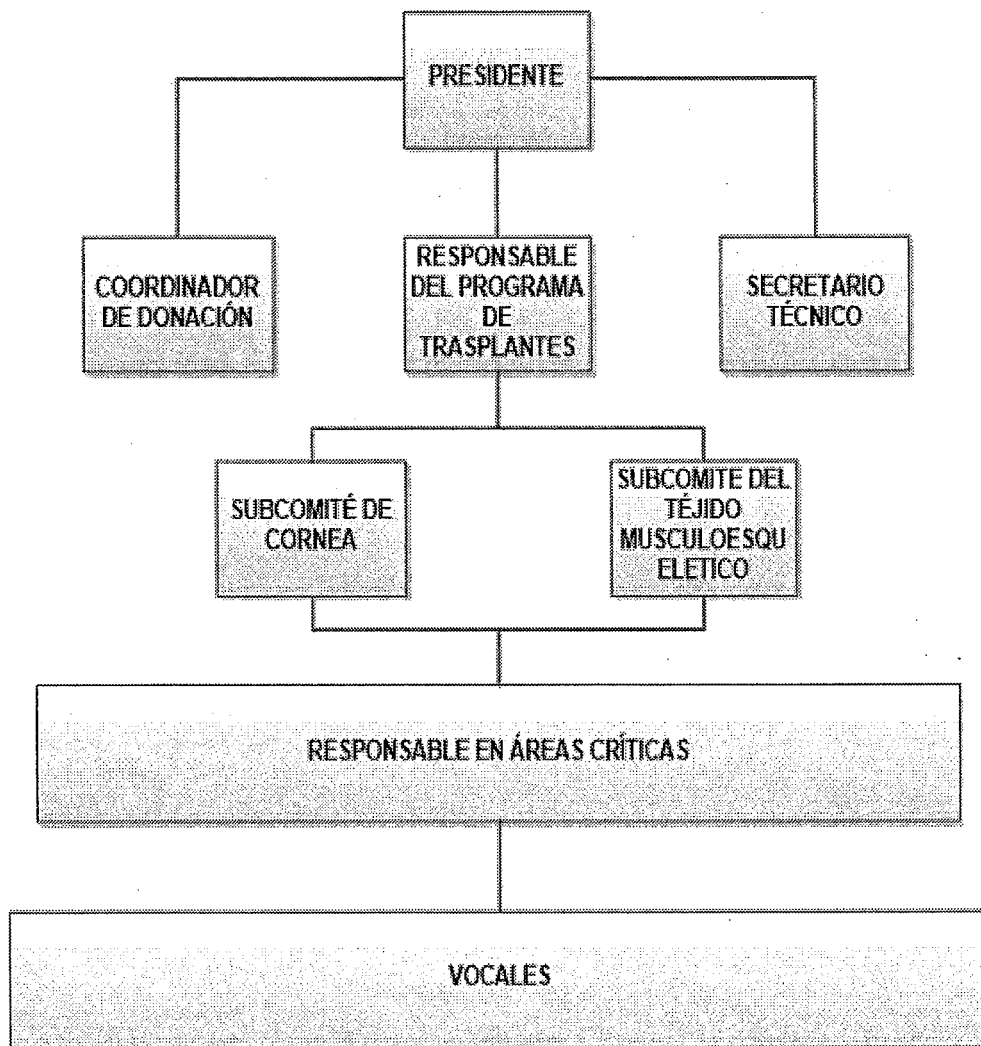 PRESIDENTE
COORDINADOR
DE DONACIÓN
RESPONSABLE
DEL PROGRAMA
DE
TRASPLANTES
SECRETARIO
TÉCNICO
SUBCOMITÉ DE
CORNEA
SUBCOMITE DEL
TÉJIDO
MUSCULOESQU
ELETICO
RESPONSABLE EN ÁREAS CRÍTICAS
VOCALES